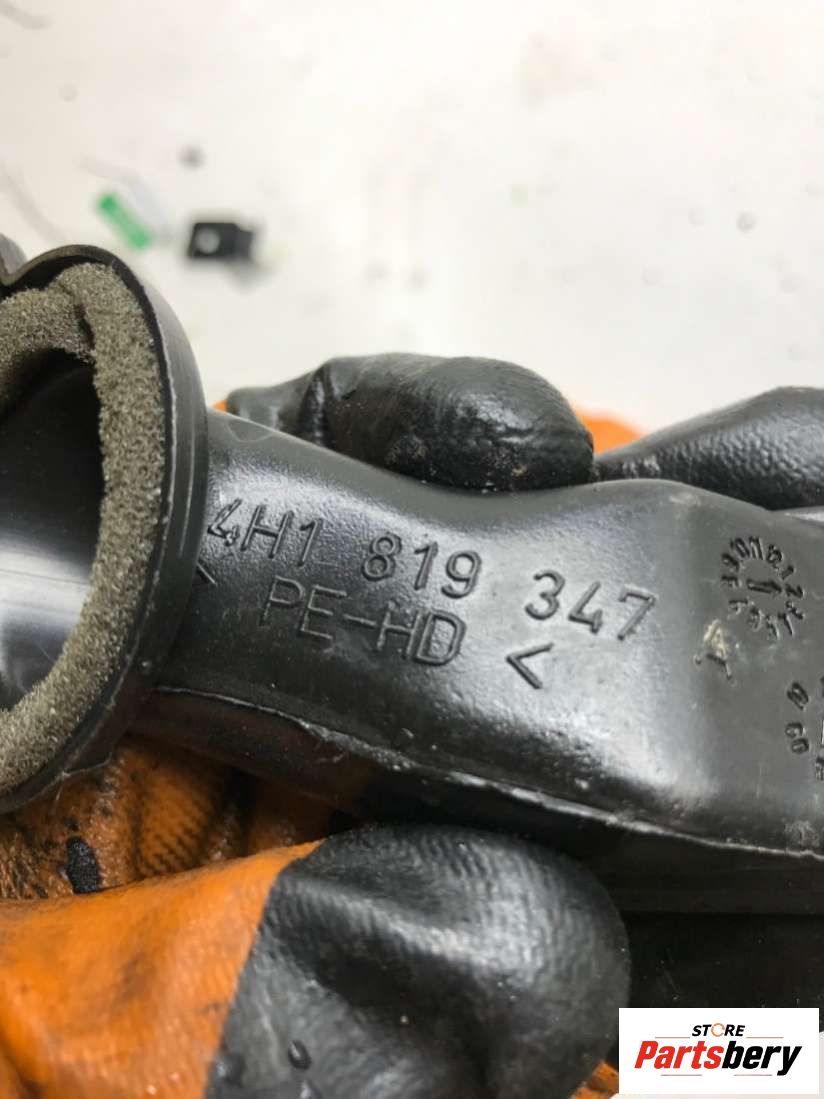 4H1 819 347
> PE-HD <
STORE
Partsbery